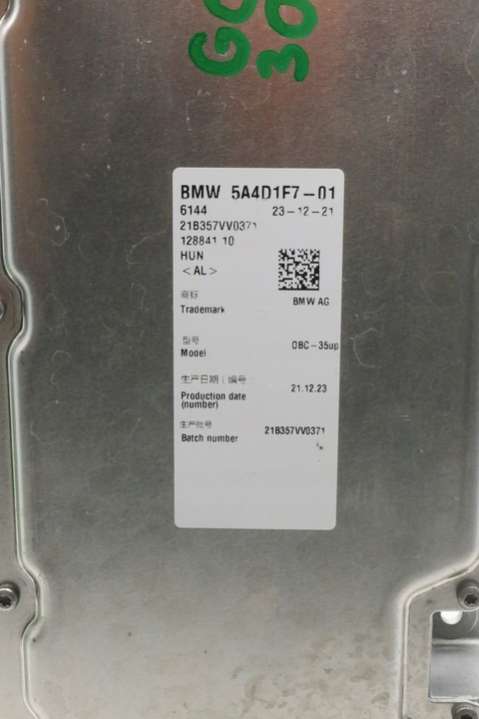 GO
30
BMW 5A4D1F7-01
6144 23-12-21
21B357VV0371
128841 10
HUN
<AL>
商标
Trademark BMW AG
型号
Model OBC-35up
生产日期（编号）
Production date 21.12.23
(number)
生产批号
Batch number 21B357VV0371